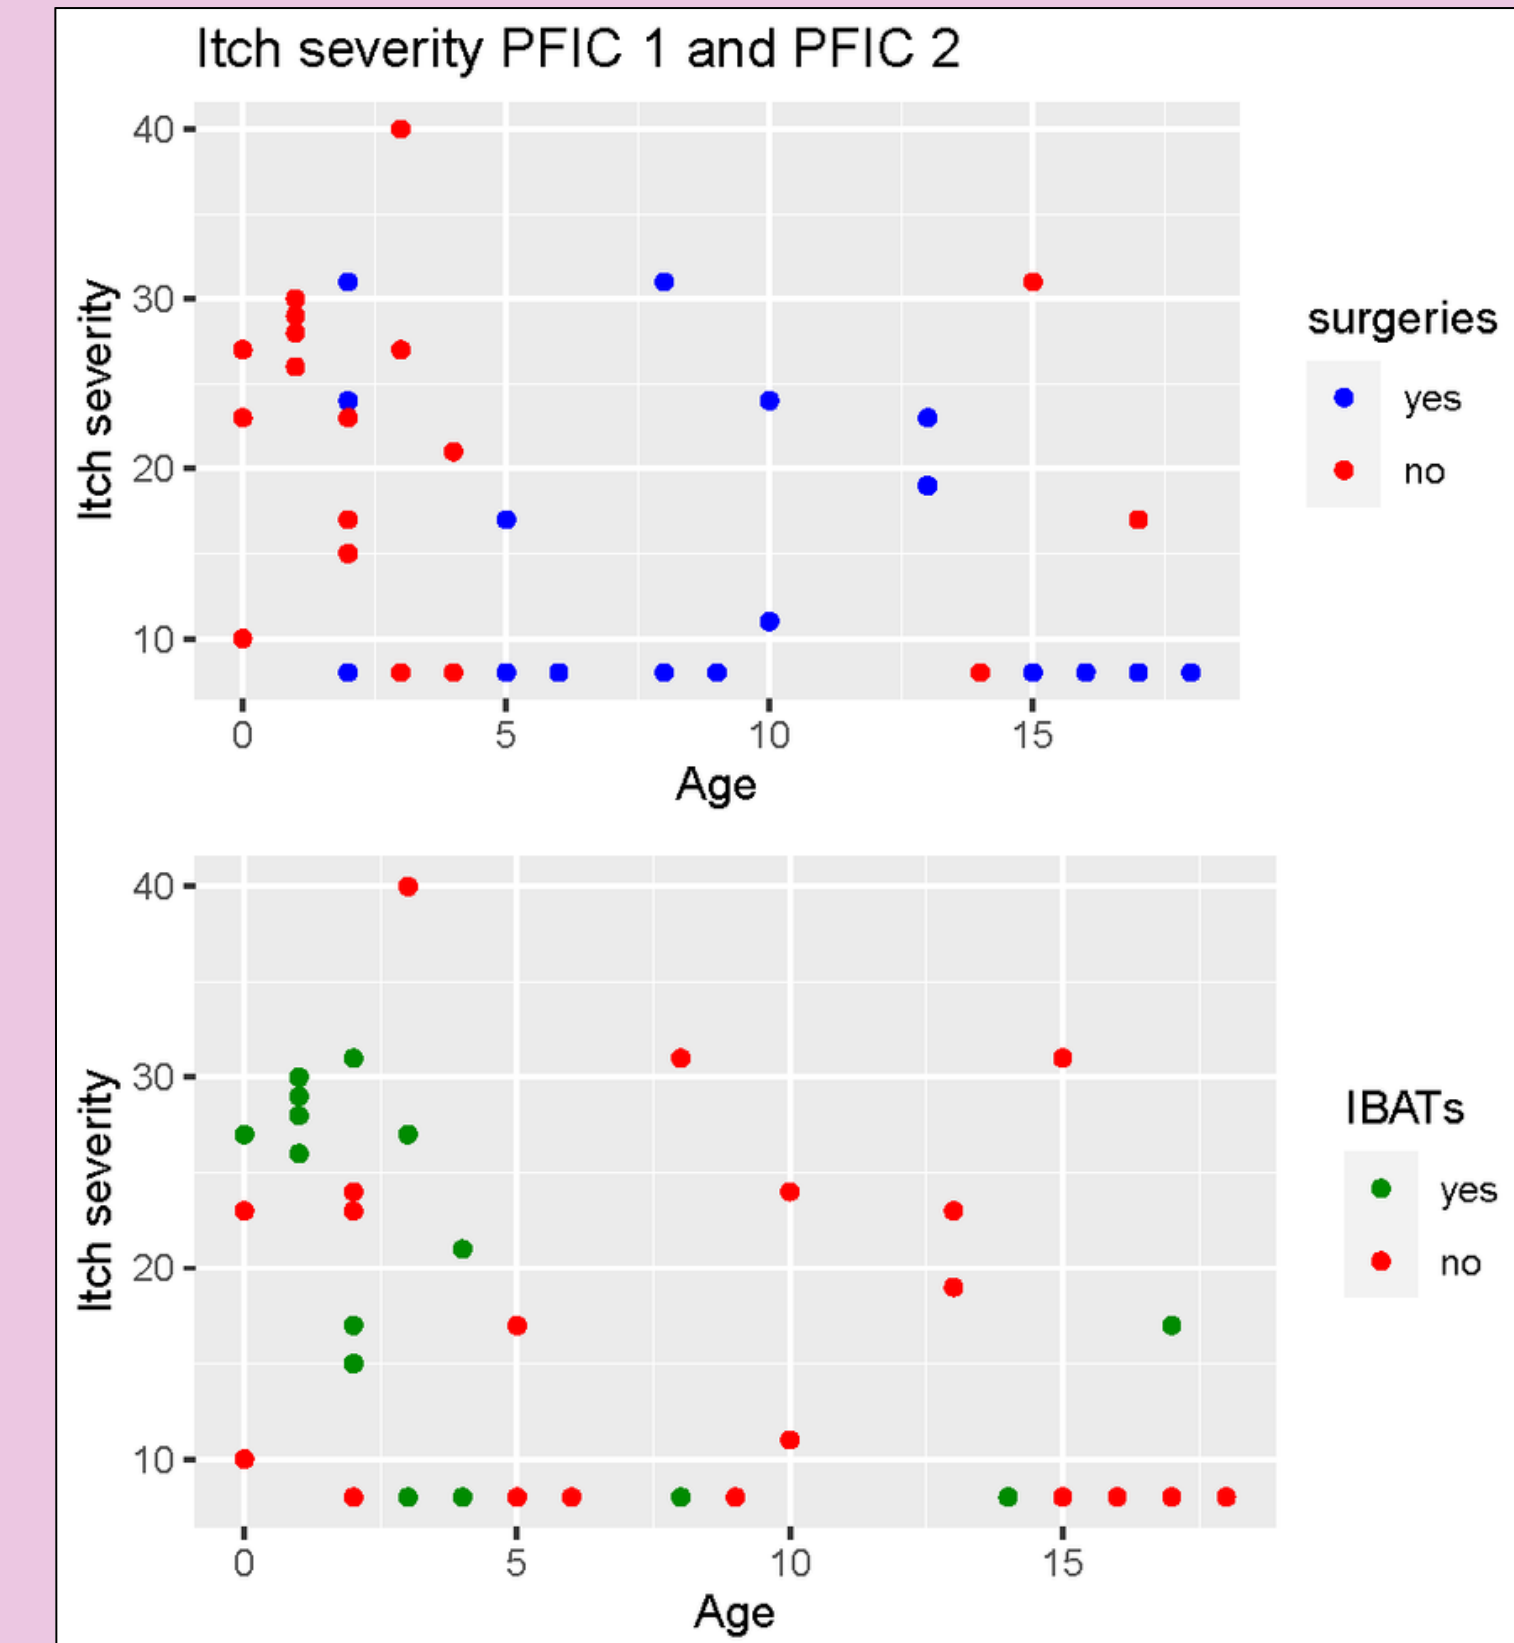 Itch severity PFIC 1 and PFIC 2
40
30
20
10
Itch severity
0 5 10 15
Age
surgeries
yes
no
40
30
20
10
Itch severity
0 5 10 15
Age
IBATs
yes
no